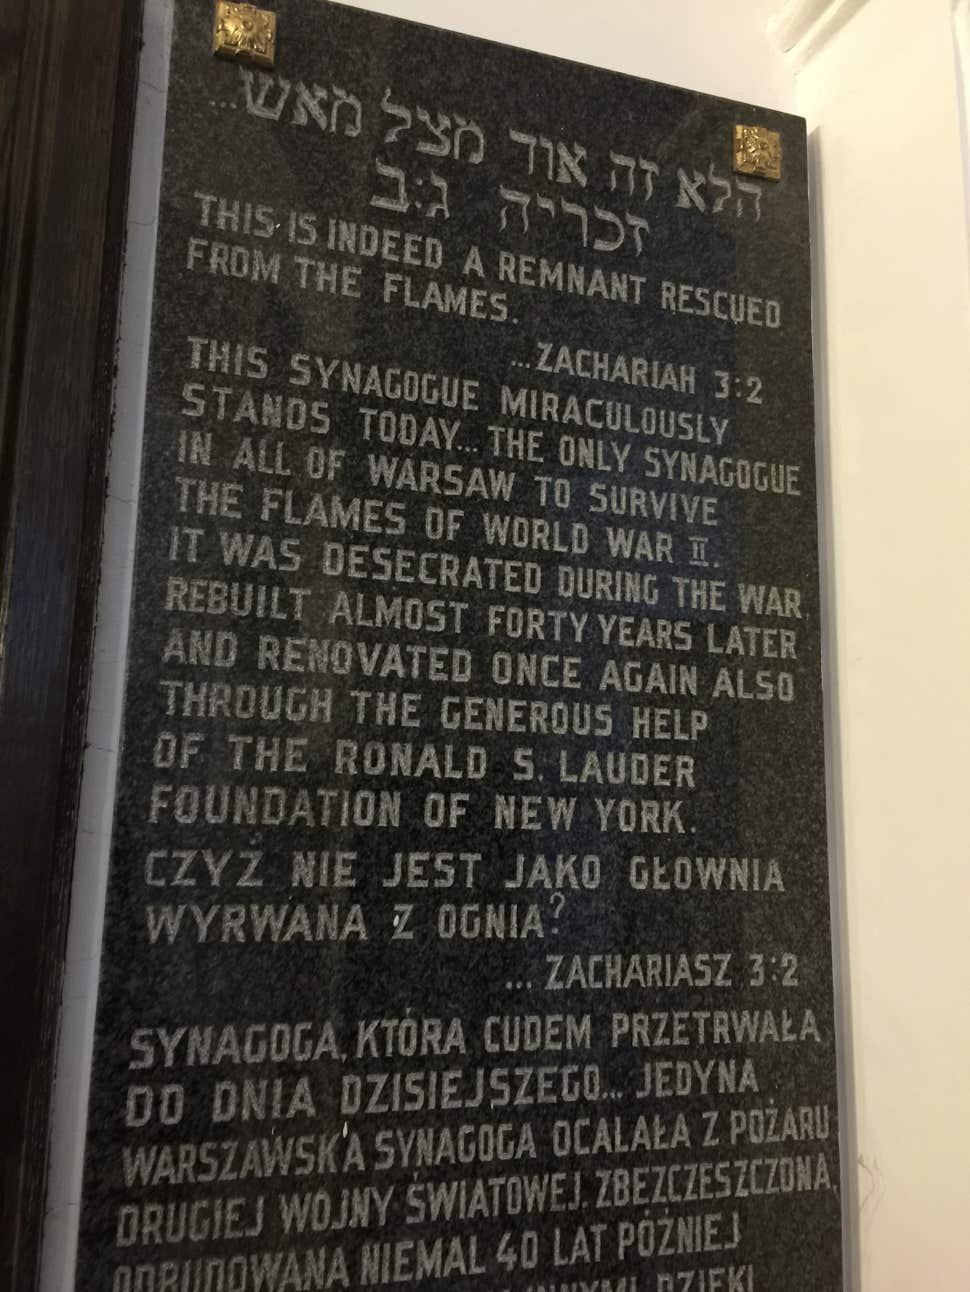 הלא זה אוד מצל מאש...
זכריה ג:ב
THIS IS INDEED A REMNANT RESCUED
FROM THE FLAMES.
...ZACHARIAH 3:2
THIS SYNAGOGUE MIRACULOUSLY
STANDS TODAY... THE ONLY SYNAGOGUE
IN ALL OF WARSAW TO SURVIVE
THE FLAMES OF WORLD WAR II.
IT WAS DESECRATED DURING THE WAR,
REBUILT ALMOST FORTY YEARS LATER
AND RENOVATED ONCE AGAIN ALSO
THROUGH THE GENEROUS HELP
OF THE RONALD S. LAUDER
FOUNDATION OF NEW YORK.
CZYŻ NIE JEST JAKO GŁOWNIA
WYRWANA Z OGNIA?
... ZACHARIASZ 3:2
SYNAGOGA, KTÓRA CUDEM PRZETRWAŁA
DO DNIA DZISIEJSZEGO... JEDYNA
WARSZAWSKA SYNAGOGA OCALAŁA Z POŻARU
DRUGIEJ WOJNY ŚWIATOWEJ. ZBEZCZESZCZONA,
ODBUDOWANA NIEMAL 40 LAT PÓŹNIEJ
INNYMI DZIĘKI